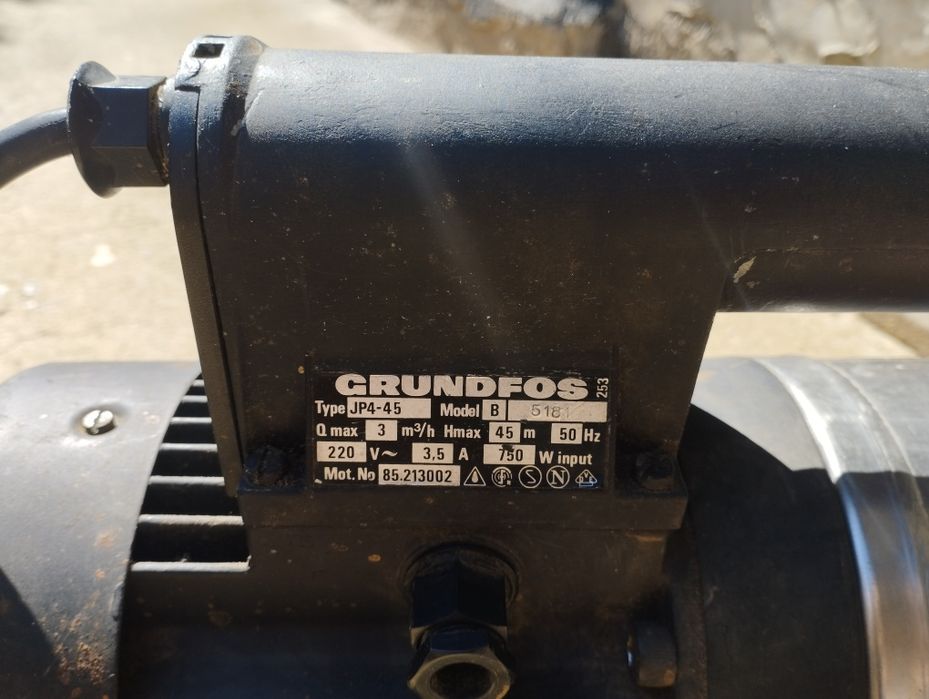 GRUNDFOS 253
Type JP4-45 Model B 5181
Q max 3 m³/h Hmax 45 m 50 Hz
220 V~ 3,5 A 750 W input
Mot.No 85.213002